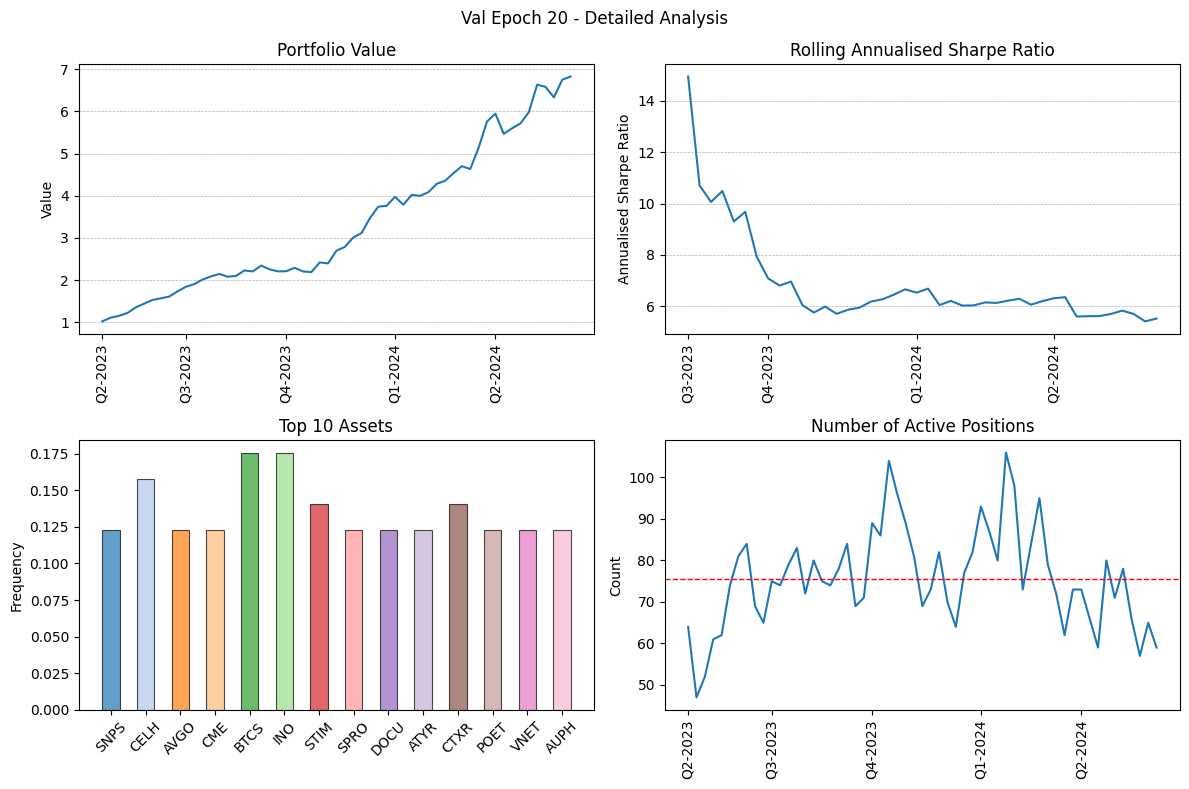 Val Epoch 20 - Detailed Analysis
Portfolio Value
Value
7
6
5
4
3
2
1
Q2-2023
Q3-2023
Q4-2023
Q1-2024
Q2-2024
Rolling Annualised Sharpe Ratio
Annualised Sharpe Ratio
14
12
10
8
6
Q3-2023
Q4-2023
Q1-2024
Q2-2024
Top 10 Assets
Frequency
0.175
0.150
0.125
0.100
0.075
0.050
0.025
0.000
SNPS
CELH
AVGO
CME
BTCS
INO
STIM
SPRO
DOCU
ATYR
CTXR
POET
VNET
AUPH
Number of Active Positions
Count
100
90
80
70
60
50
Q2-2023
Q3-2023
Q4-2023
Q1-2024
Q2-2024